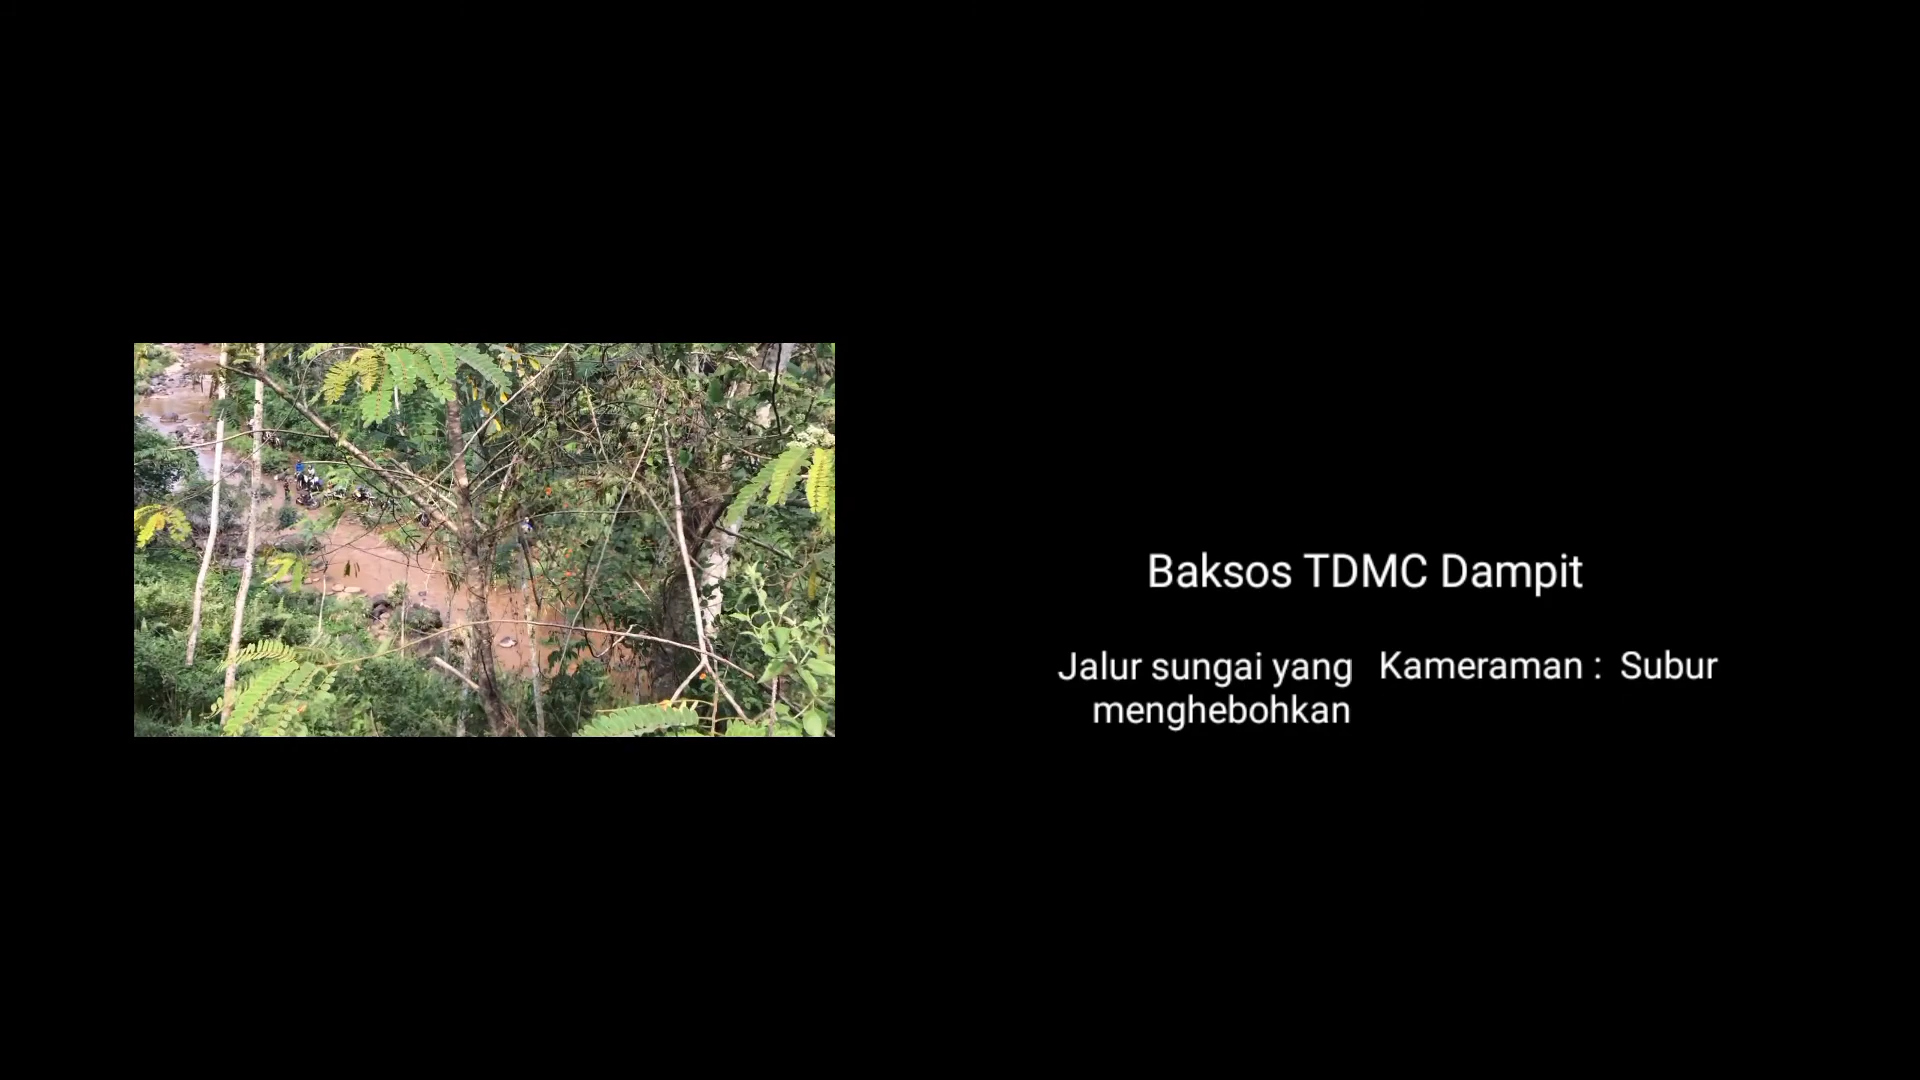 Baksos TDMC Dampit
Jalur sungai yang
menghebohkan
Kameraman : Subur